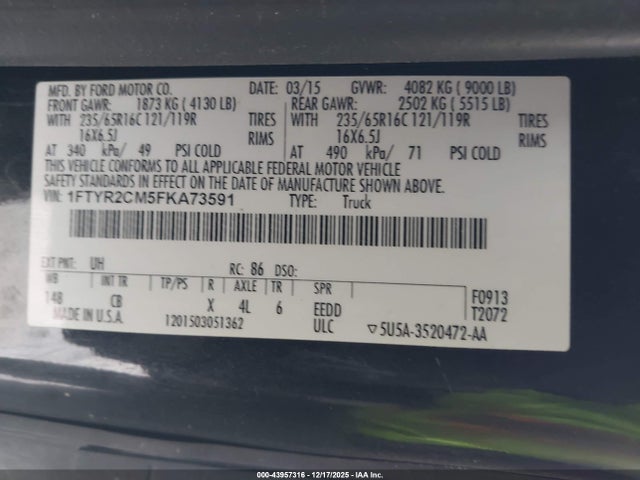 MFD. BY FORD MOTOR CO. DATE: 03/15 GVWR: 4082 KG ( 9000 LB)
FRONT GAWR: 1873 KG ( 4130 LB) REAR GAWR: 2502 KG ( 5515 LB)
WITH 235/65R16C 121/119R TIRES WITH 235/65R16C 121/119R TIRES
16X6.5J RIMS 16X6.5J RIMS
AT 340 kPa/ 49 PSI COLD AT 490 kPa/ 71 PSI COLD
THIS VEHICLE CONFORMS TO ALL APPLICABLE FEDERAL MOTOR VEHICLE
SAFETY STANDARDS IN EFFECT ON THE DATE OF MANUFACTURE SHOWN ABOVE.
VIN: 1FTYR2CM5FKA73591 TYPE: Truck
EXT PNT: UH RC: 86 DSO:
WB INT TR TP/PS R AXLE TR SPR
148 CB X 4L 6 EEDD F0913
MADE IN U.S.A. 1201503051362 ULC T2072
▽5U5A-3520472-AA
000-43957316 - 12/17/2025 - IAA Inc.